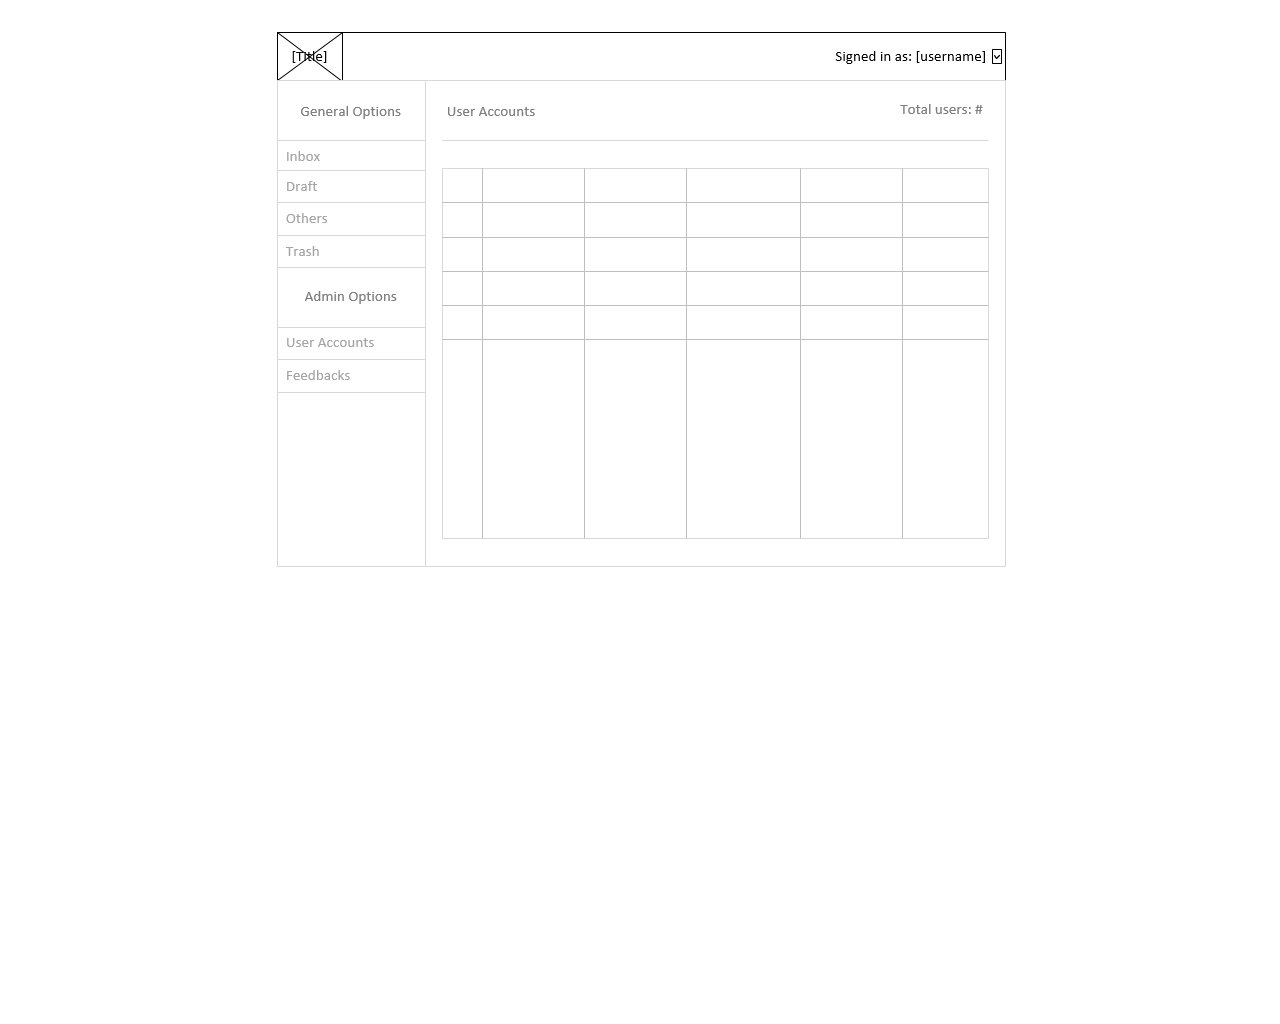 [Title]
Signed in as: [username]
General Options
User Accounts
Total users: #
Inbox
Draft
Others
Trash
Admin Options
User Accounts
Feedbacks